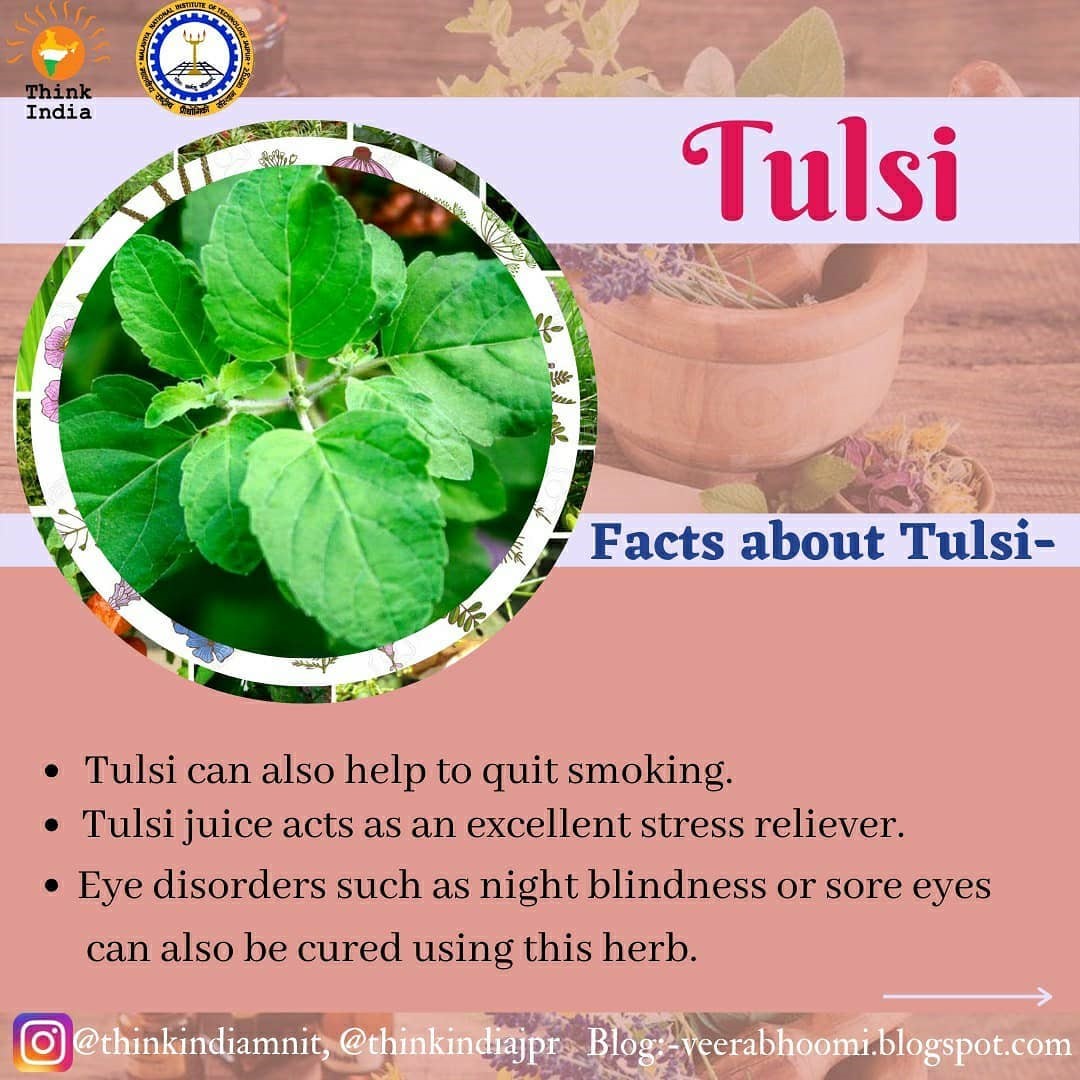 Think
India
MALAVIYA NATIONAL INSTITUTE OF TECHNOLOGY JAIPUR
Tulsi
Facts about Tulsi-
• Tulsi can also help to quit smoking.
• Tulsi juice acts as an excellent stress reliever.
• Eye disorders such as night blindness or sore eyes
can also be cured using this herb.
@thinkindiamnit, @thinkindiajpr Blog:-veerabhoomi.blogspot.com